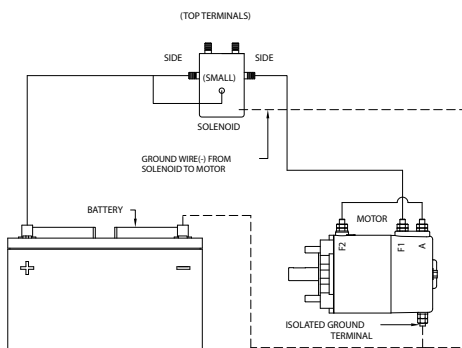 (TOP TERMINALS)
SIDE
SIDE
(SMALL)
SOLENOID
GROUND WIRE(-) FROM
SOLENOID TO MOTOR
BATTERY
MOTOR
F2
F1
A
+
−
ISOLATED GROUND
TERMINAL